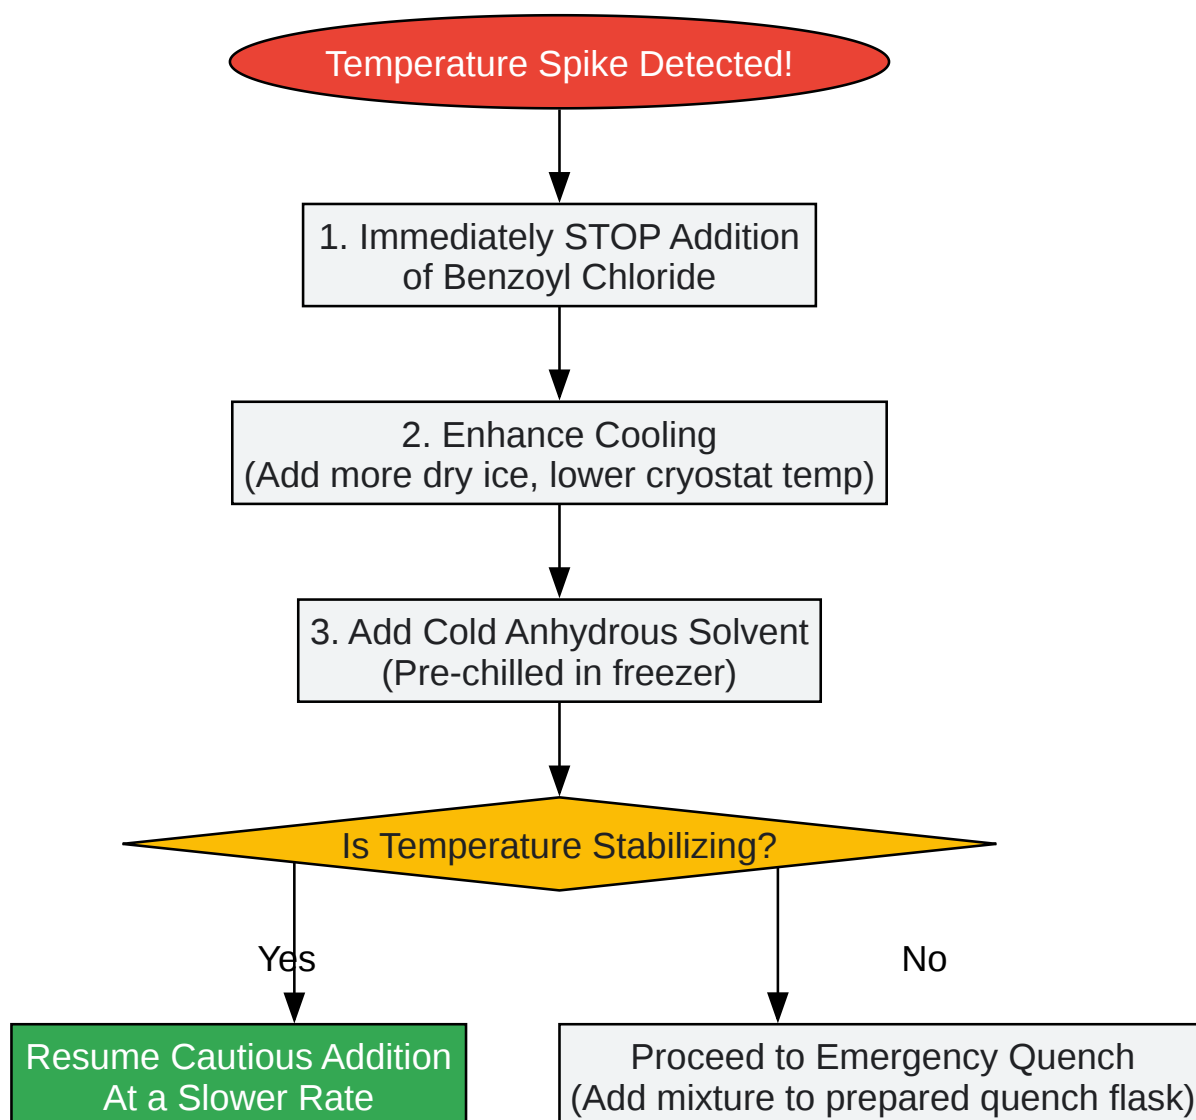 Temperature Spike Detected!
1. Immediately STOP Addition
of Benzoyl Chloride
2. Enhance Cooling
(Add more dry ice, lower cryostat temp)
3. Add Cold Anhydrous Solvent
(Pre-chilled in freezer)
Is Temperature Stabilizing?
Yes
No
Resume Cautious Addition
At a Slower Rate
Proceed to Emergency Quench
(Add mixture to prepared quench flask)